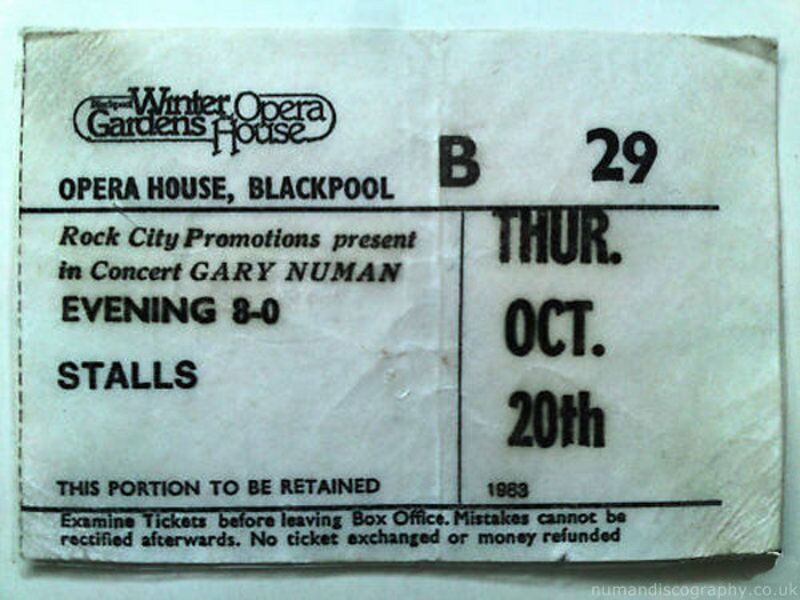 Blackpool Winter Gardens Opera House
B 29
OPERA HOUSE, BLACKPOOL
Rock City Promotions present
in Concert GARY NUMAN
EVENING 8-0
STALLS
THUR.
OCT.
20th
THIS PORTION TO BE RETAINED
1983
Examine Tickets before leaving Box Office. Mistakes cannot be
rectified afterwards. No ticket exchanged or money refunded
numandiscography.co.uk